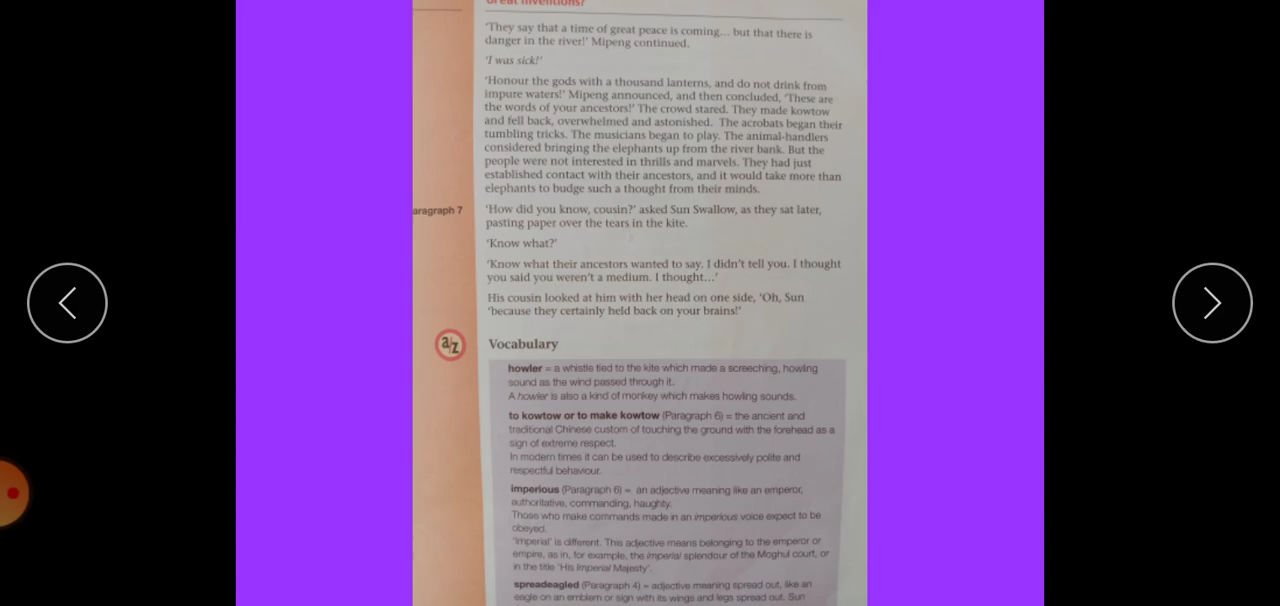 Great Inventions?
'They say that a time of great peace is coming... but that there is
danger in the river!' Mipeng continued.
'I was sick!'
'Honour the gods with a thousand lanterns, and do not drink from
impure waters!' Mipeng announced, and then concluded, 'These are
the words of your ancestors!' The crowd stared. They made kowtow
and fell back, overwhelmed and astonished. The acrobats began their
tumbling tricks. The musicians began to play. The animal-handlers
considered bringing the elephants up from the river bank. But the
people were not interested in thrills and marvels. They had just
established contact with their ancestors, and it would take more than
elephants to budge such a thought from their minds.
aragraph 7
'How did you know, cousin?' asked Sun Swallow, as they sat later,
pasting paper over the tears in the kite.
'Know what?'
'Know what their ancestors wanted to say. I didn't tell you. I thought
you said you weren't a medium. I thought...'
His cousin looked at him with her head on one side, 'Oh, Sun
'because they certainly held back on your brains!'
a/z
Vocabulary
howler = a whistle tied to the kite which made a screeching, howling
sound as the wind passed through it.
A howler is also a kind of monkey which makes howling sounds.
to kowtow or to make kowtow (Paragraph 6) = the ancient and
traditional Chinese custom of touching the ground with the forehead as a
sign of extreme respect.
In modern times it can be used to describe excessively polite and
respectful behaviour.
imperious (Paragraph 6) = an adjective meaning like an emperor,
authoritative, commanding, haughty.
Those who make commands made in an imperious voice expect to be
obeyed.
'Imperial' is different. This adjective means belonging to the emperor or
empire, as in, for example, the imperial splendour of the Moghul court, or
in the title 'His Imperial Majesty'.
spreadeagled (Paragraph 4) = adjective meaning spread out, like an
eagle on an emblem or sign with its wings and legs spread out. Sun